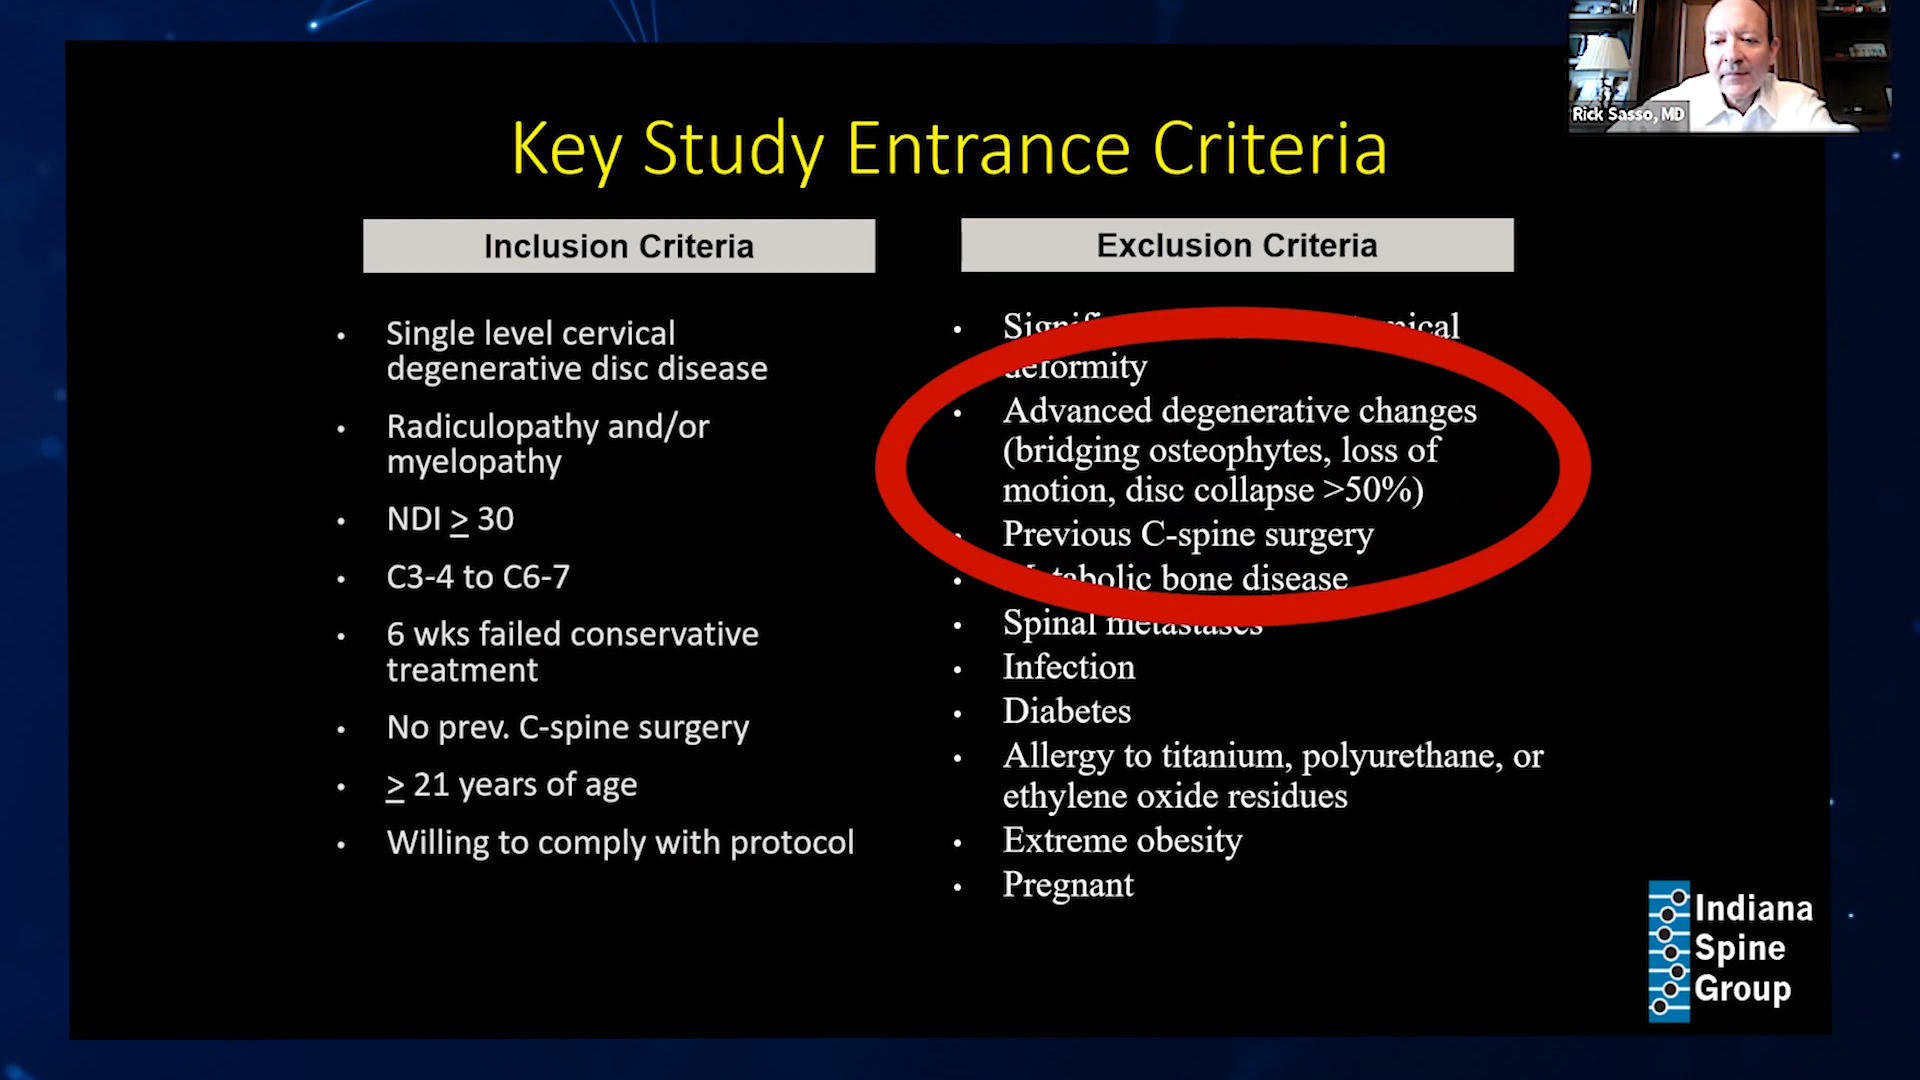 Rick Sasso, MD
Key Study Entrance Criteria
Inclusion Criteria
• Single level cervical
degenerative disc disease
• Radiculopathy and/or
myelopathy
• NDI ≥ 30
• C3-4 to C6-7
• 6 wks failed conservative
treatment
• No prev. C-spine surgery
• ≥ 21 years of age
• Willing to comply with protocol
Exclusion Criteria
•
deformity
• Advanced degenerative changes
(bridging osteophytes, loss of
motion, disc collapse >50%)
• Previous C-spine surgery
• Metabolic bone disease
• Spinal metastases
• Infection
• Diabetes
• Allergy to titanium, polyurethane, or
ethylene oxide residues
• Extreme obesity
• Pregnant
Indiana
Spine
Group